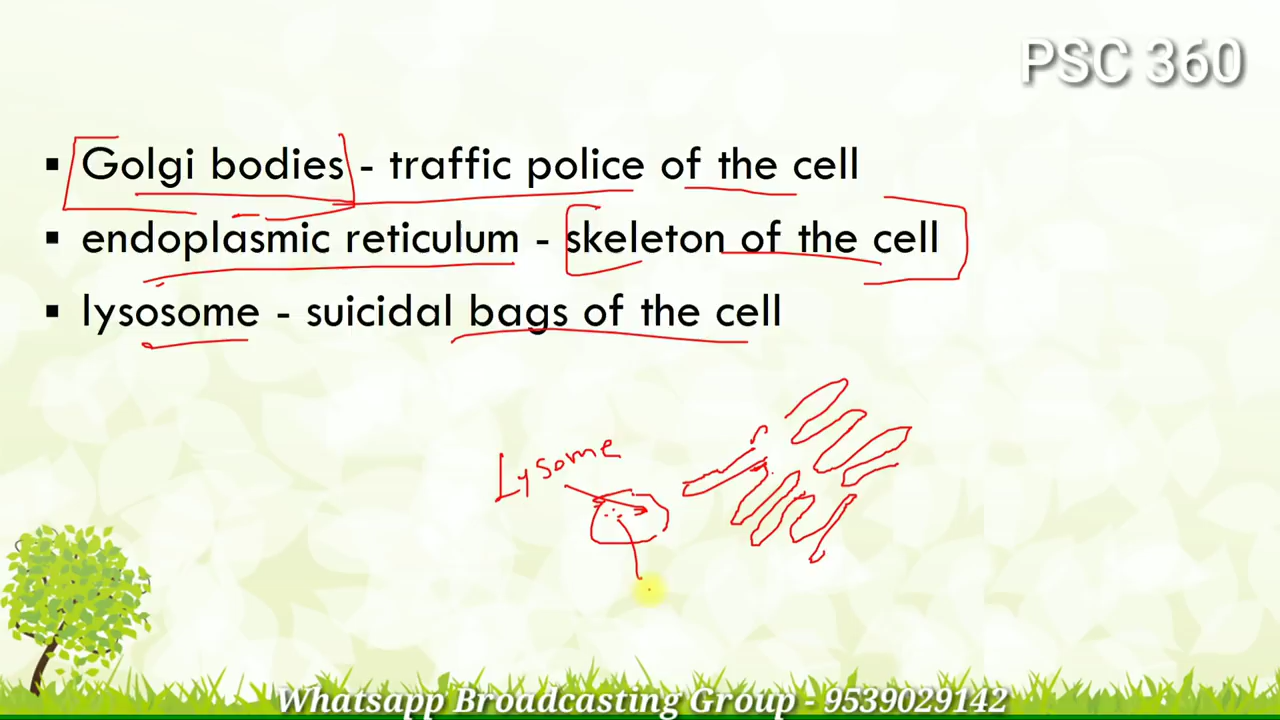 PSC 360
▪ Golgi bodies - traffic police of the cell
▪ endoplasmic reticulum - skeleton of the cell
▪ lysosome - suicidal bags of the cell
Lysome
Whatsapp Broadcasting Group - 9539029142